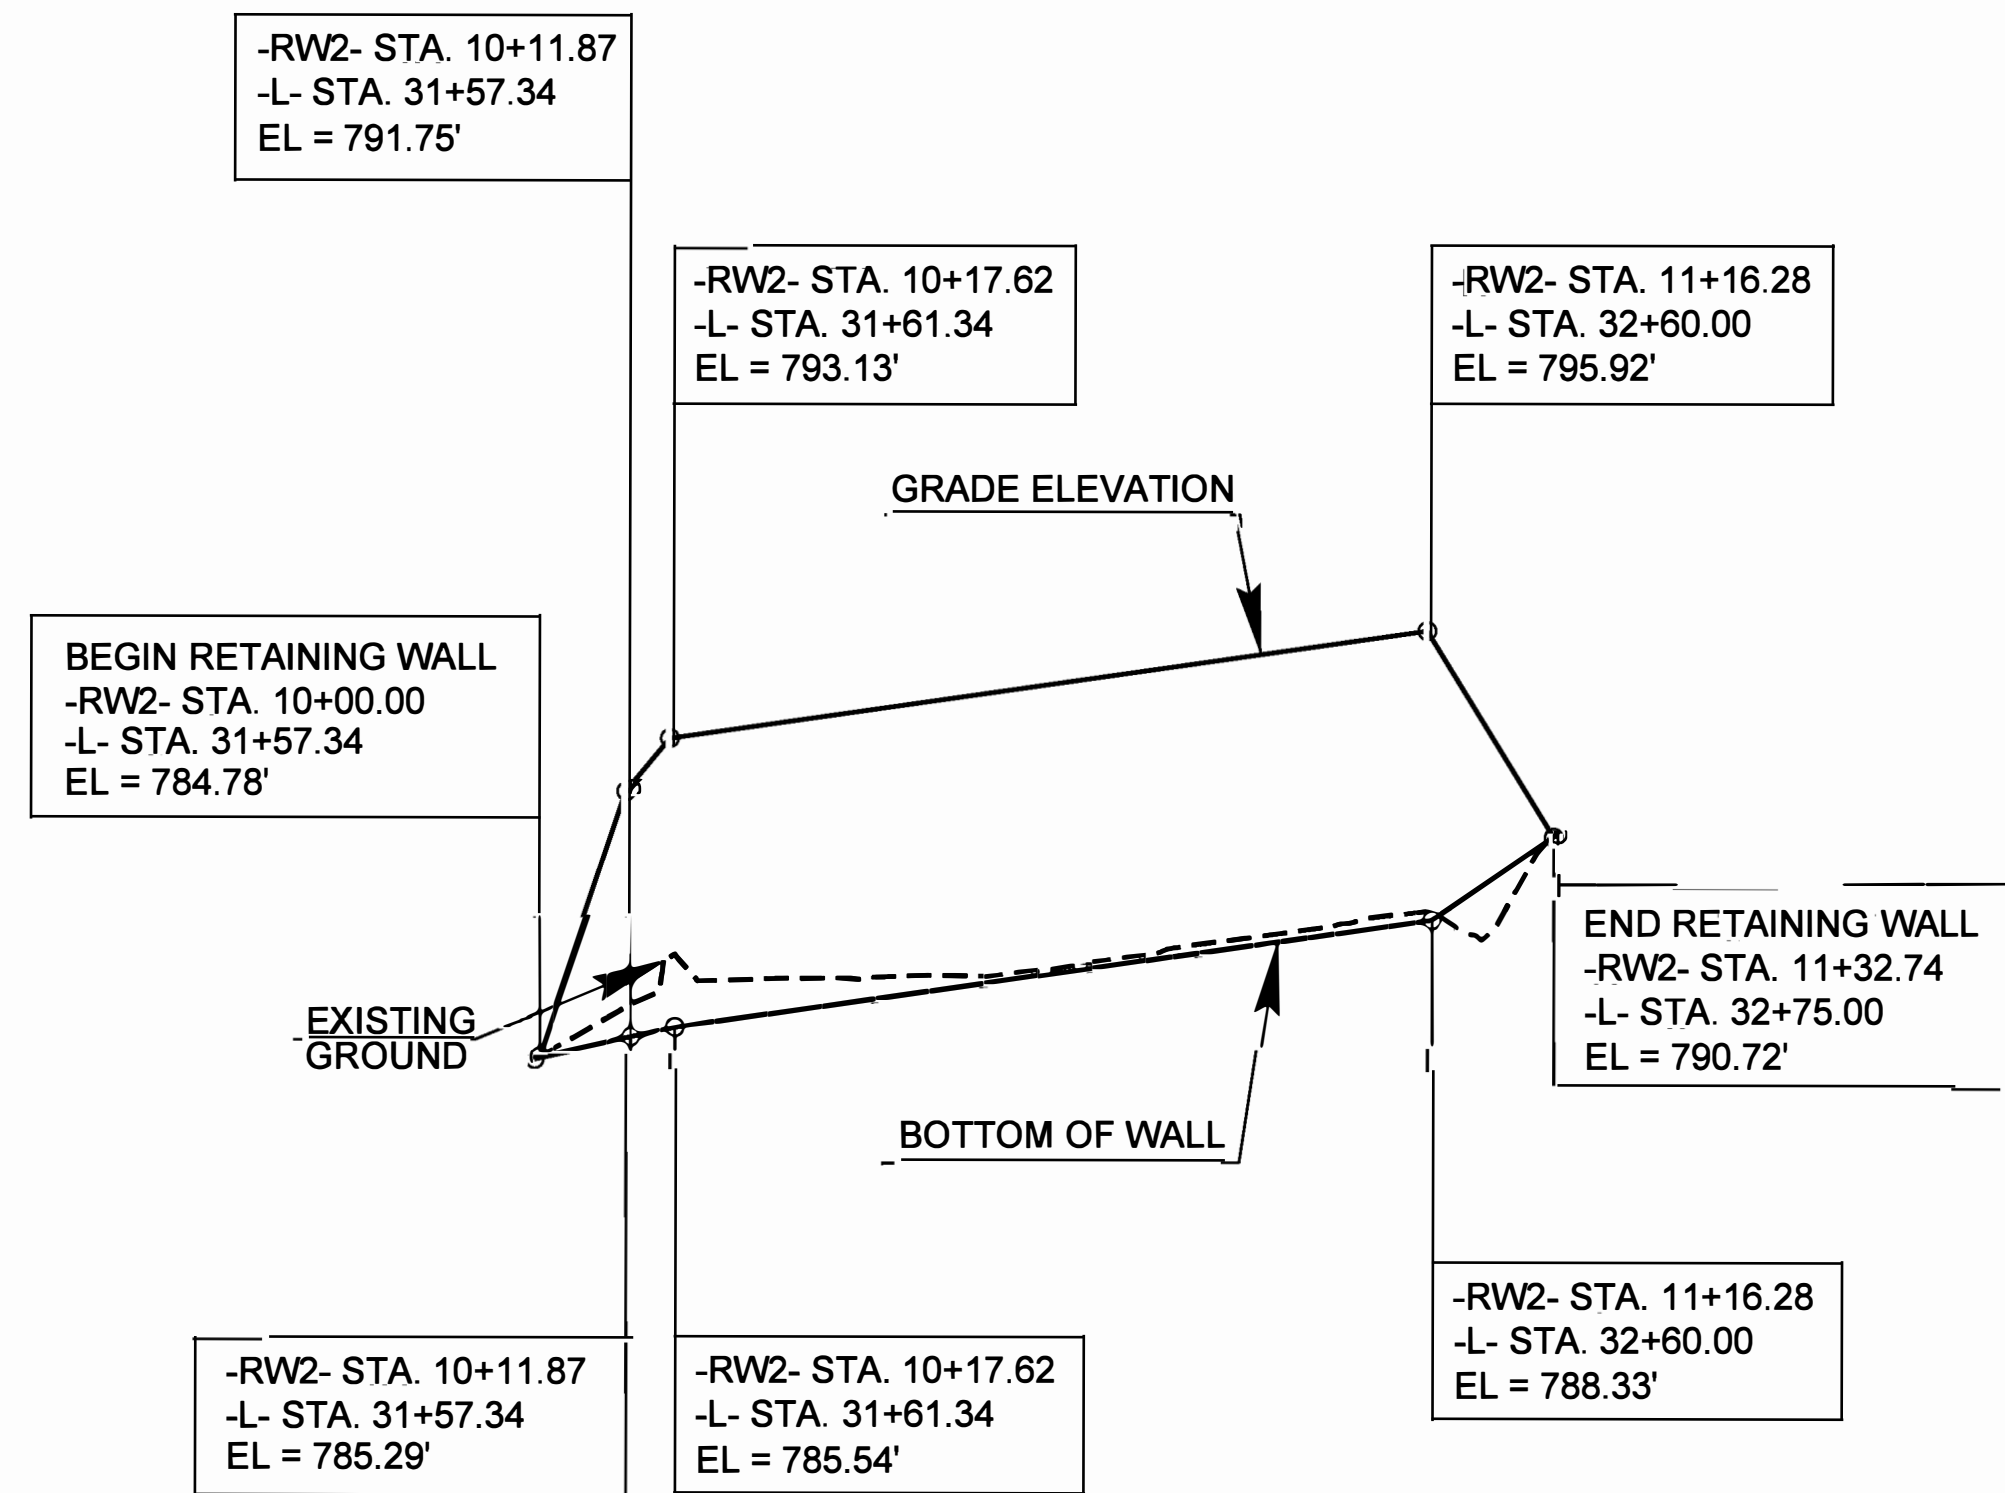 -RW2- STA. 10+11.87
-L- STA. 31+57.34
EL = 791.75'
-RW2- STA. 10+17.62
-L- STA. 31+61.34
EL = 793.13'
-RW2- STA. 11+16.28
-L- STA. 32+60.00
EL = 795.92'
GRADE ELEVATION
BEGIN RETAINING WALL
-RW2- STA. 10+00.00
-L- STA. 31+57.34
EL = 784.78'
END RETAINING WALL
-RW2- STA. 11+32.74
-L- STA. 32+75.00
EL = 790.72'
EXISTING
GROUND
BOTTOM OF WALL
-RW2- STA. 11+16.28
-L- STA. 32+60.00
EL = 788.33'
-RW2- STA. 10+11.87
-L- STA. 31+57.34
EL = 785.29'
-RW2- STA. 10+17.62
-L- STA. 31+61.34
EL = 785.54'